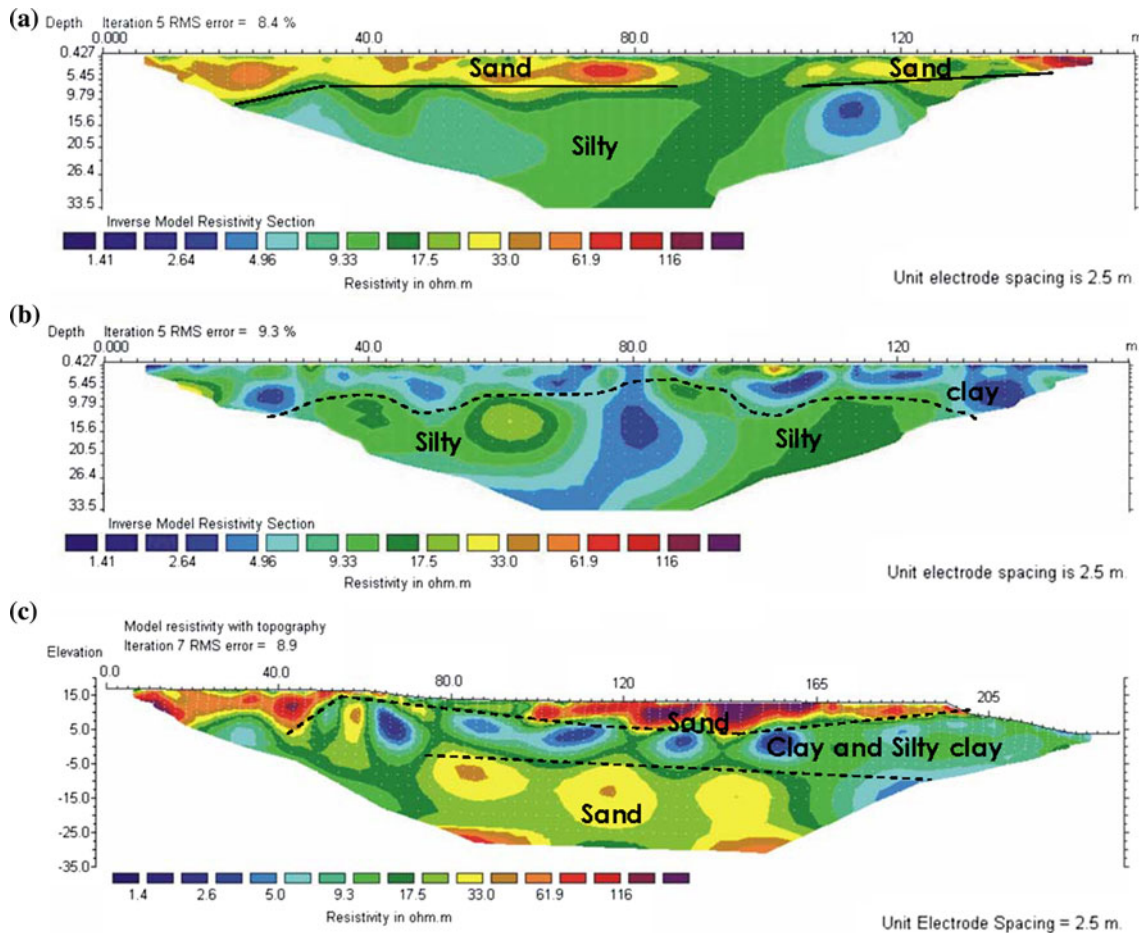 (a)
Depth Iteration 5 RMS error = 8.4 %
0.000 40.0 80.0 120 m
0.427
5.45
9.79
15.6
20.5
26.4
33.5
Sand
Sand
Silty
Inverse Model Resistivity Section
1.41 2.64 4.96 9.33 17.5 33.0 61.9 116
Resistivity in ohm.m
Unit electrode spacing is 2.5 m.
(b)
Depth Iteration 5 RMS error = 9.3 %
0.000 40.0 80.0 120 m
0.427
5.45
9.79
15.6
20.5
26.4
33.5
clay
Silty
Silty
Inverse Model Resistivity Section
1.41 2.64 4.96 9.33 17.5 33.0 61.9 116
Resistivity in ohm.m
Unit electrode spacing is 2.5 m.
(c)
Model resistivity with topography
Iteration 7 RMS error = 8.9
Elevation
0.0 40.0 80.0 120 165 205
15.0
5.0
-5.0
-15.0
-25.0
-35.0
Sand
Clay and Silty clay
Sand
1.4 2.6 5.0 9.3 17.5 33.0 61.9 116
Resistivity in ohm.m
Unit Electrode Spacing = 2.5 m.